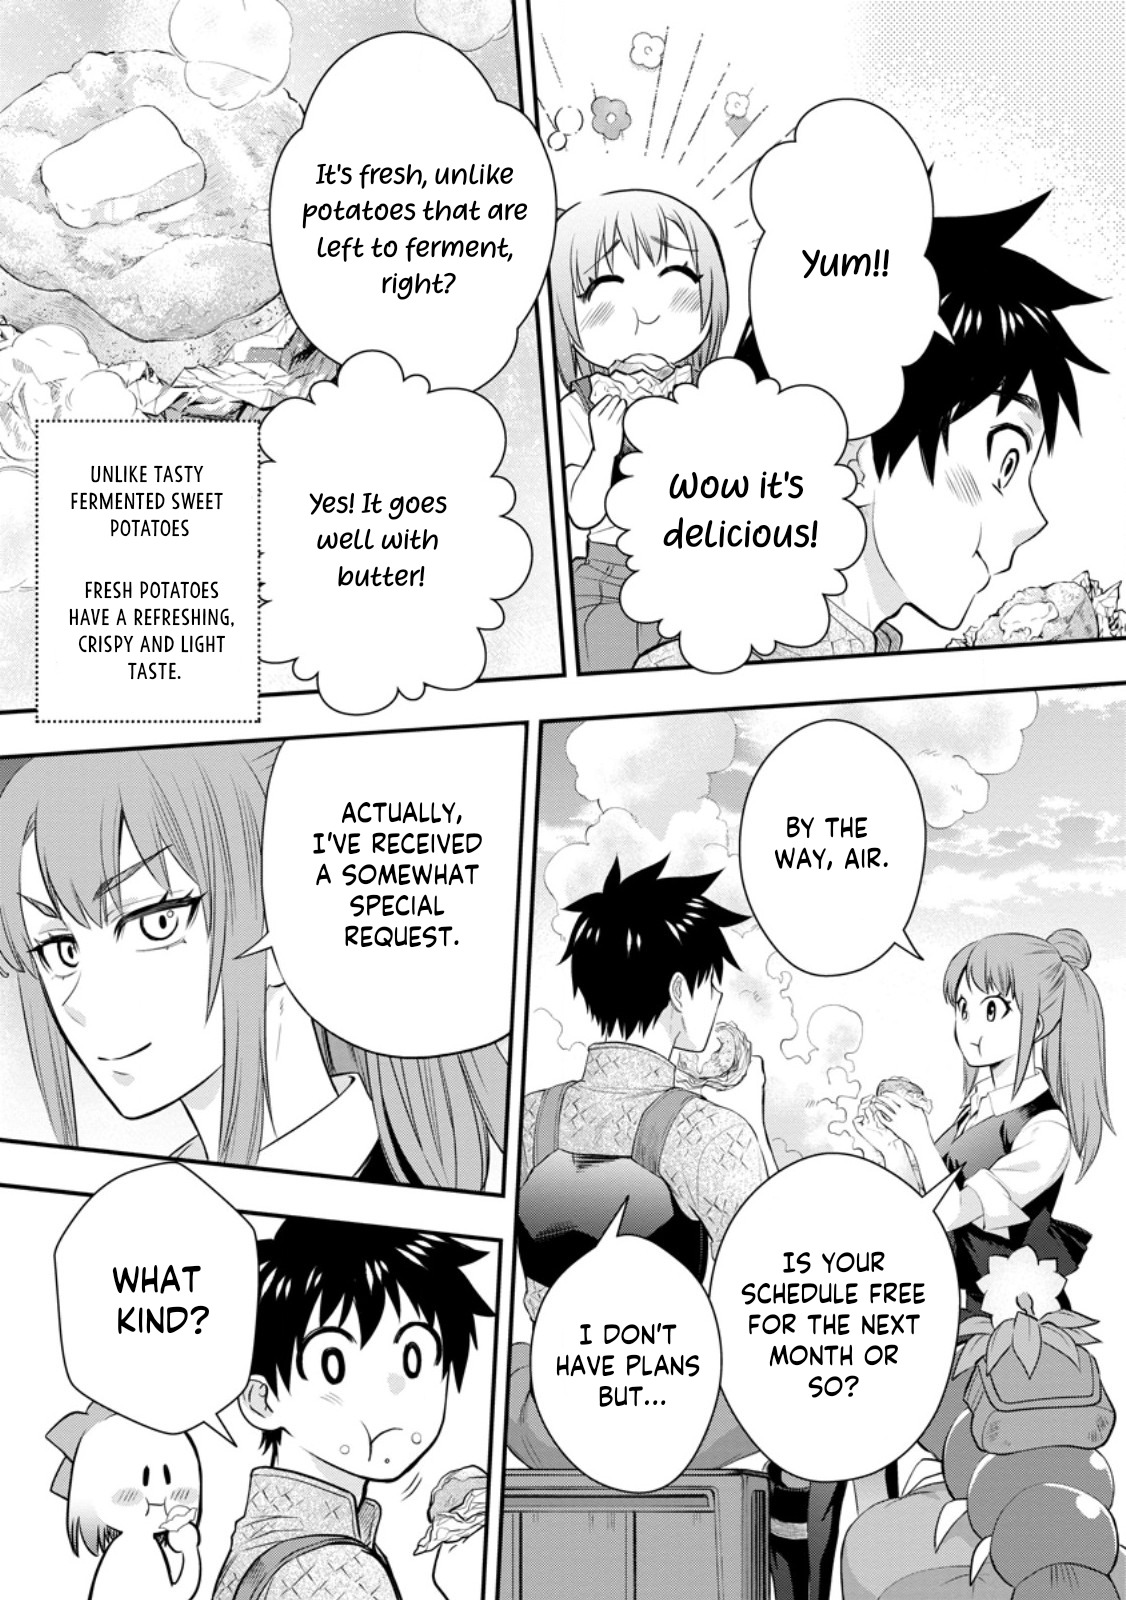 Yum!!
Wow it's
delicious!
It's fresh, unlike
potatoes that are
left to ferment,
right?
Yes! It goes
well with
butter!
UNLIKE TASTY
FERMENTED SWEET
POTATOES
FRESH POTATOES
HAVE A REFRESHING,
CRISPY AND LIGHT
TASTE.
BY THE
WAY, AIR.
IS YOUR
SCHEDULE FREE
FOR THE NEXT
MONTH OR
SO?
I DON'T
HAVE PLANS
BUT...
ACTUALLY,
I'VE RECEIVED
A SOMEWHAT
SPECIAL
REQUEST.
WHAT
KIND?